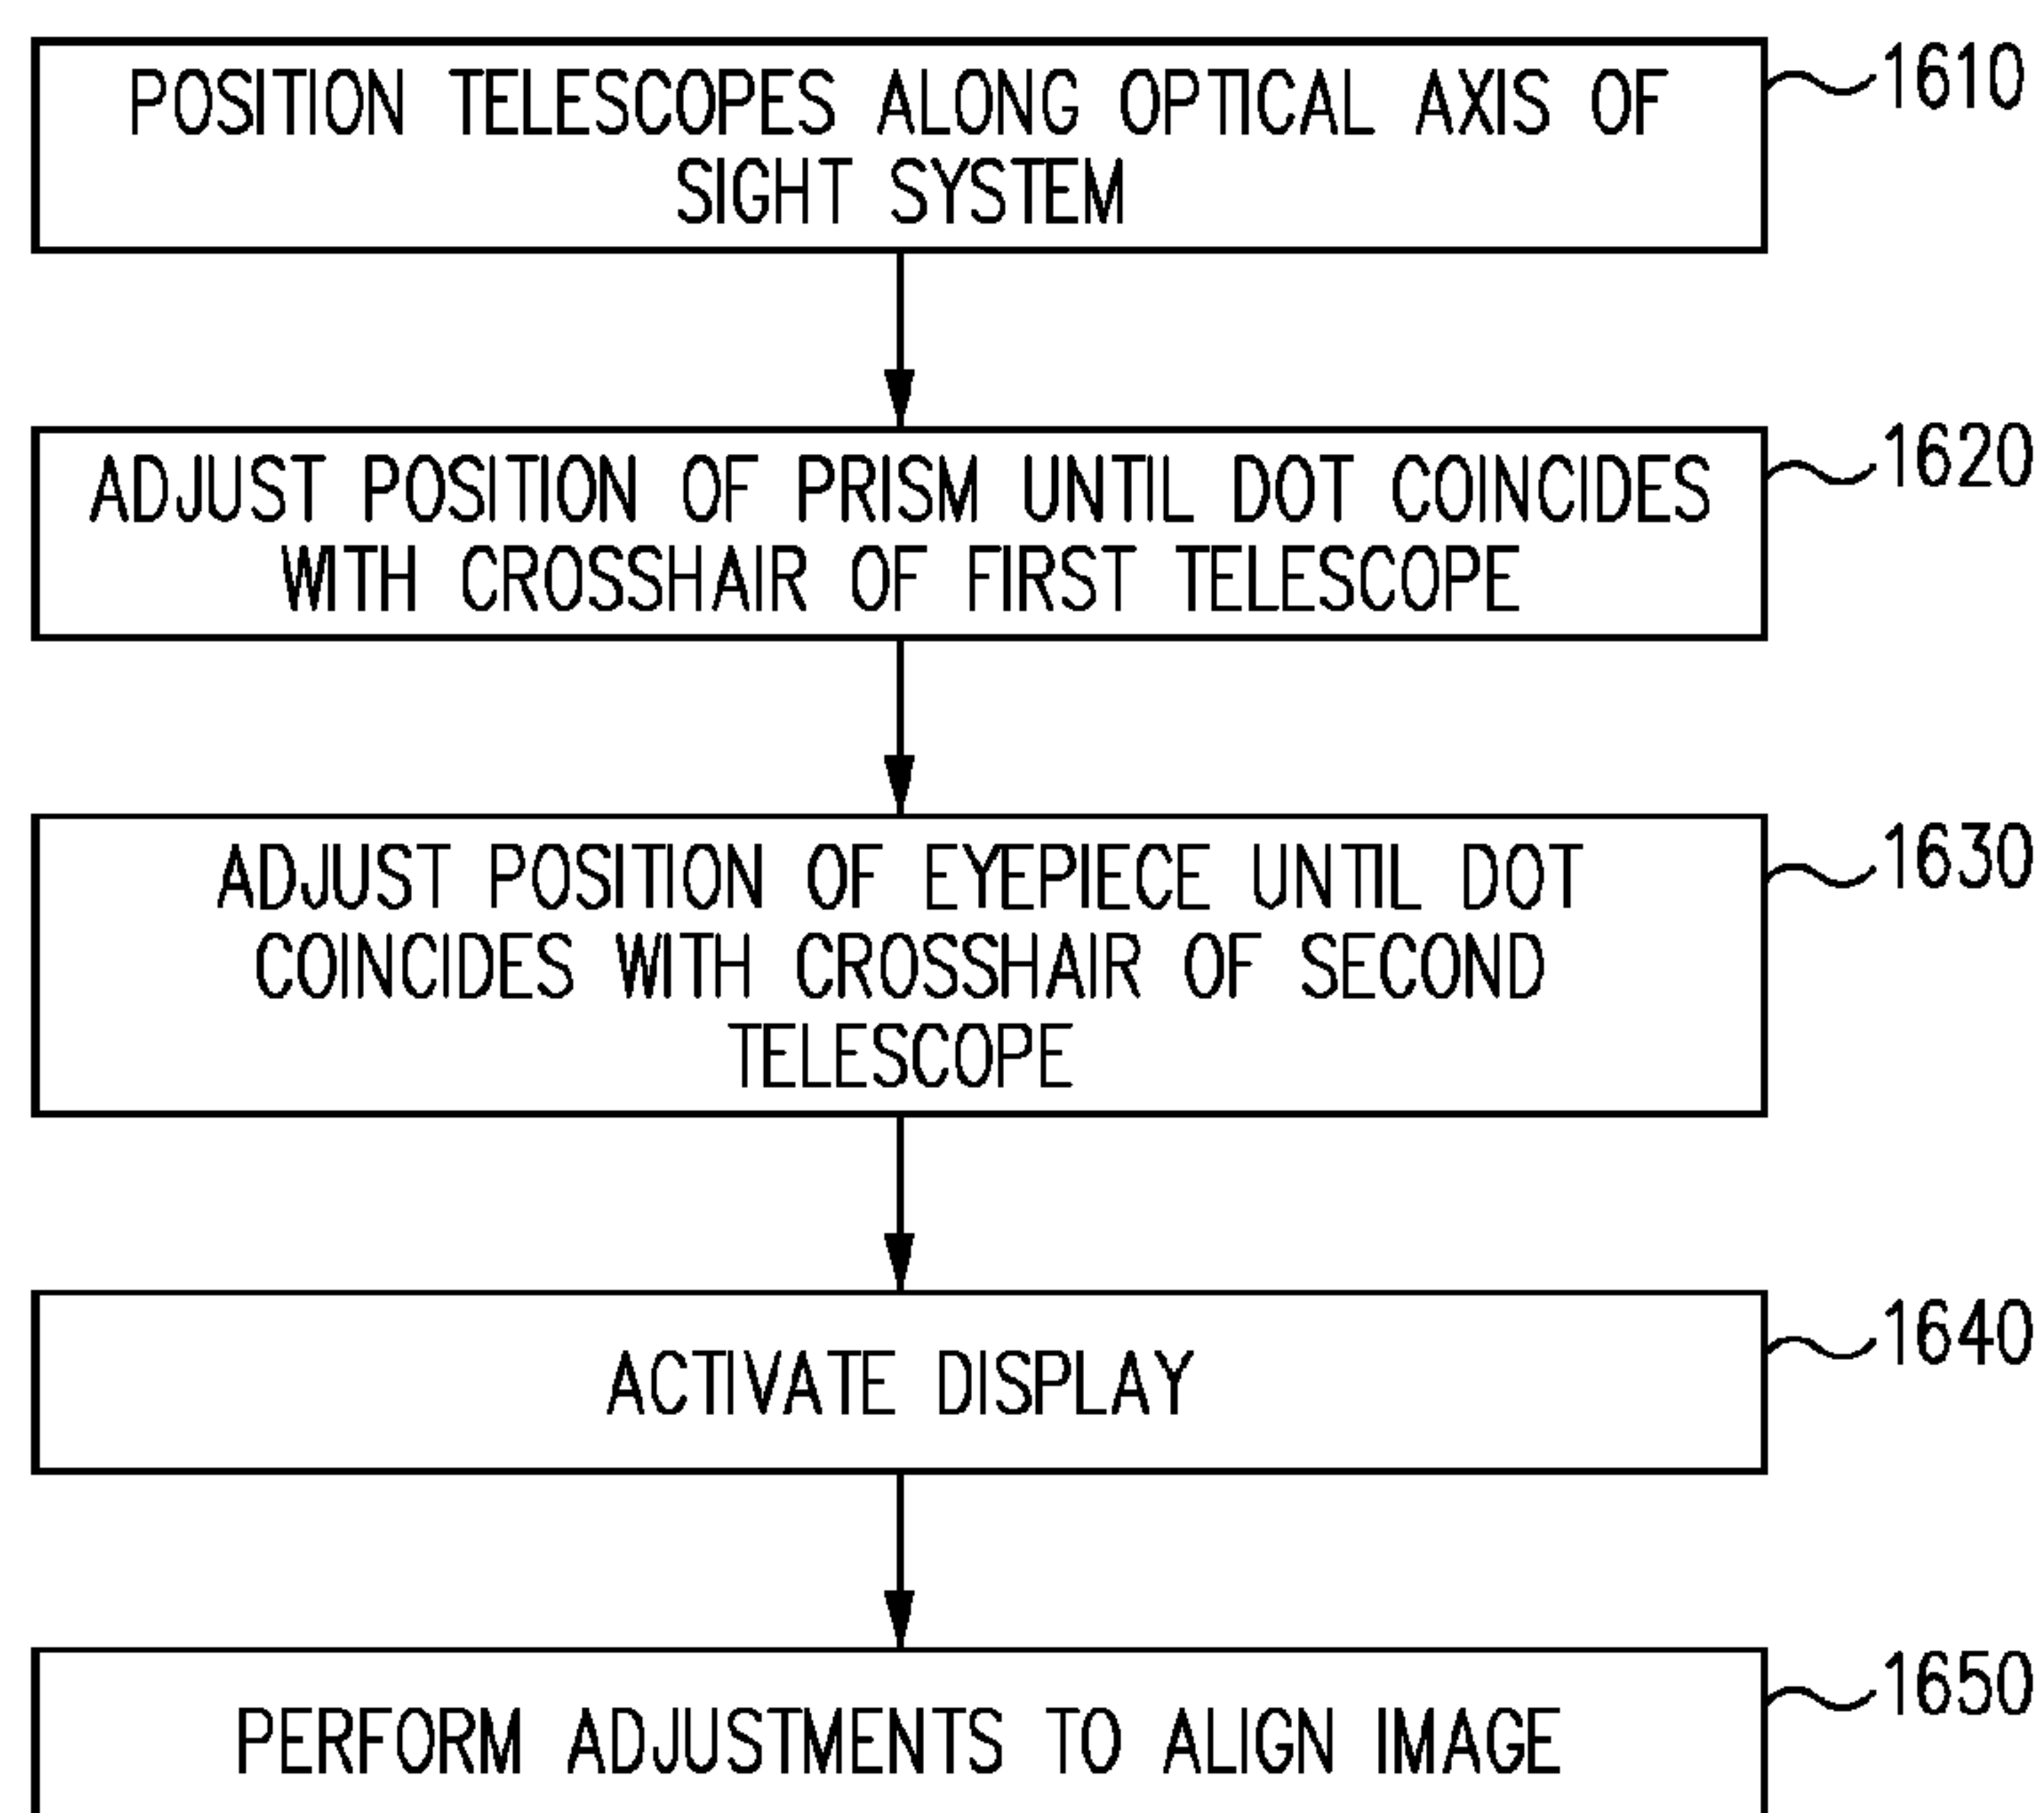 POSITION TELESCOPES ALONG OPTICAL AXIS OF
SIGHT SYSTEM
1610
ADJUST POSITION OF PRISM UNTIL DOT COINCIDES
WITH CROSSHAIR OF FIRST TELESCOPE
1620
ADJUST POSITION OF EYEPIECE UNTIL DOT
COINCIDES WITH CROSSHAIR OF SECOND
TELESCOPE
1630
ACTIVATE DISPLAY
1640
PERFORM ADJUSTMENTS TO ALIGN IMAGE
1650